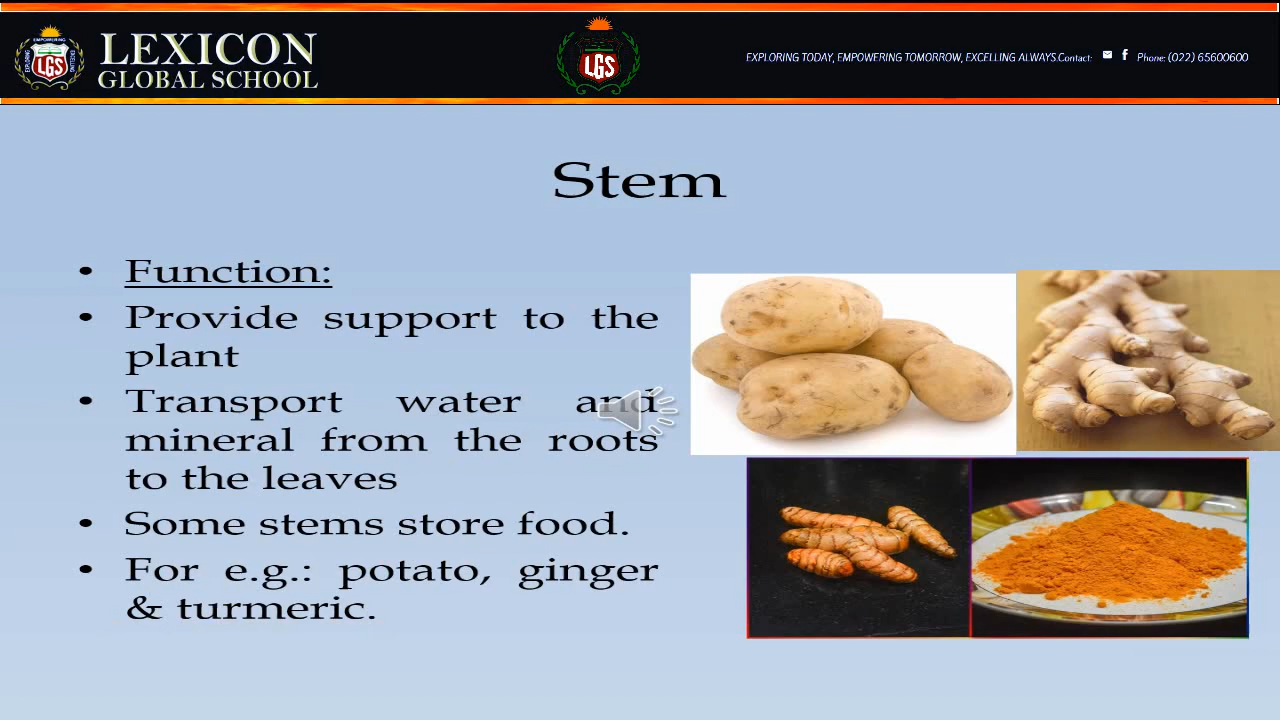 LEXICON
GLOBAL SCHOOL
LGS
LGS
EXPLORING TODAY, EMPOWERING TOMORROW, EXCELLING ALWAYS.Contact:
Phone: (022) 65600600
Stem
• Function:
• Provide support to the
plant
• Transport water and
mineral from the roots
to the leaves
• Some stems store food.
• For e.g.: potato, ginger
& turmeric.